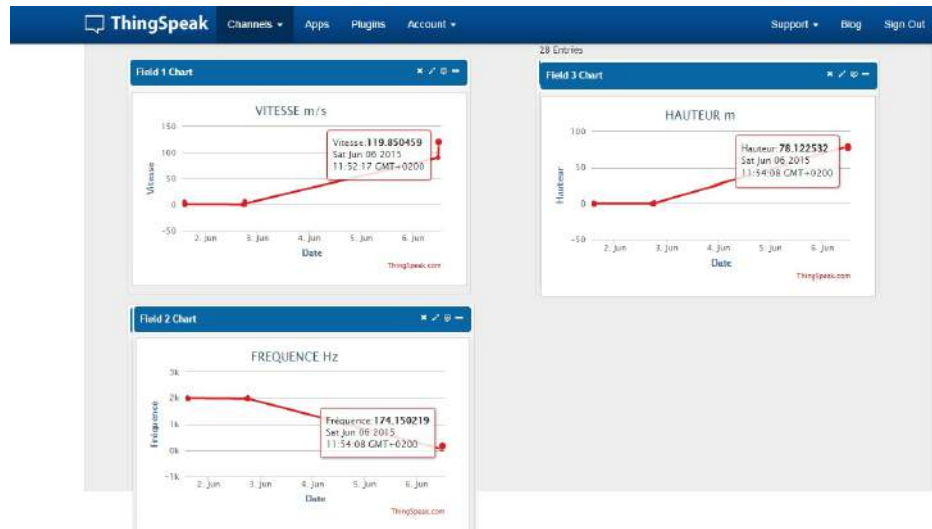 ThingSpeak Channels Apps Plugins Account Support Blog Sign Out
28 Entries
Field 1 Chart
VITESSE m/s
150
100
50
0
-50
Vitesse
Vitesse:119.850459
Sat Jun 06 2015
11:52:17 GMT+0200
2. Jun 3. Jun 4. Jun 5. Jun 6. Jun
Date
ThingSpeak.com
Field 3 Chart
HAUTEUR m
100
50
0
-50
Hauteur
Hauteur:78.122532
Sat Jun 06 2015
11:54:08 GMT+0200
2. Jun 3. Jun 4. Jun 5. Jun 6. Jun
Date
ThingSpeak.com
Field 2 Chart
FREQUENCE Hz
3k
2k
1k
0k
-1k
Fréquence
Fréquence:174.150219
Sat Jun 06 2015
11:54:08 GMT+0200
2. Jun 3. Jun 4. Jun 5. Jun 6. Jun
Date
ThingSpeak.com